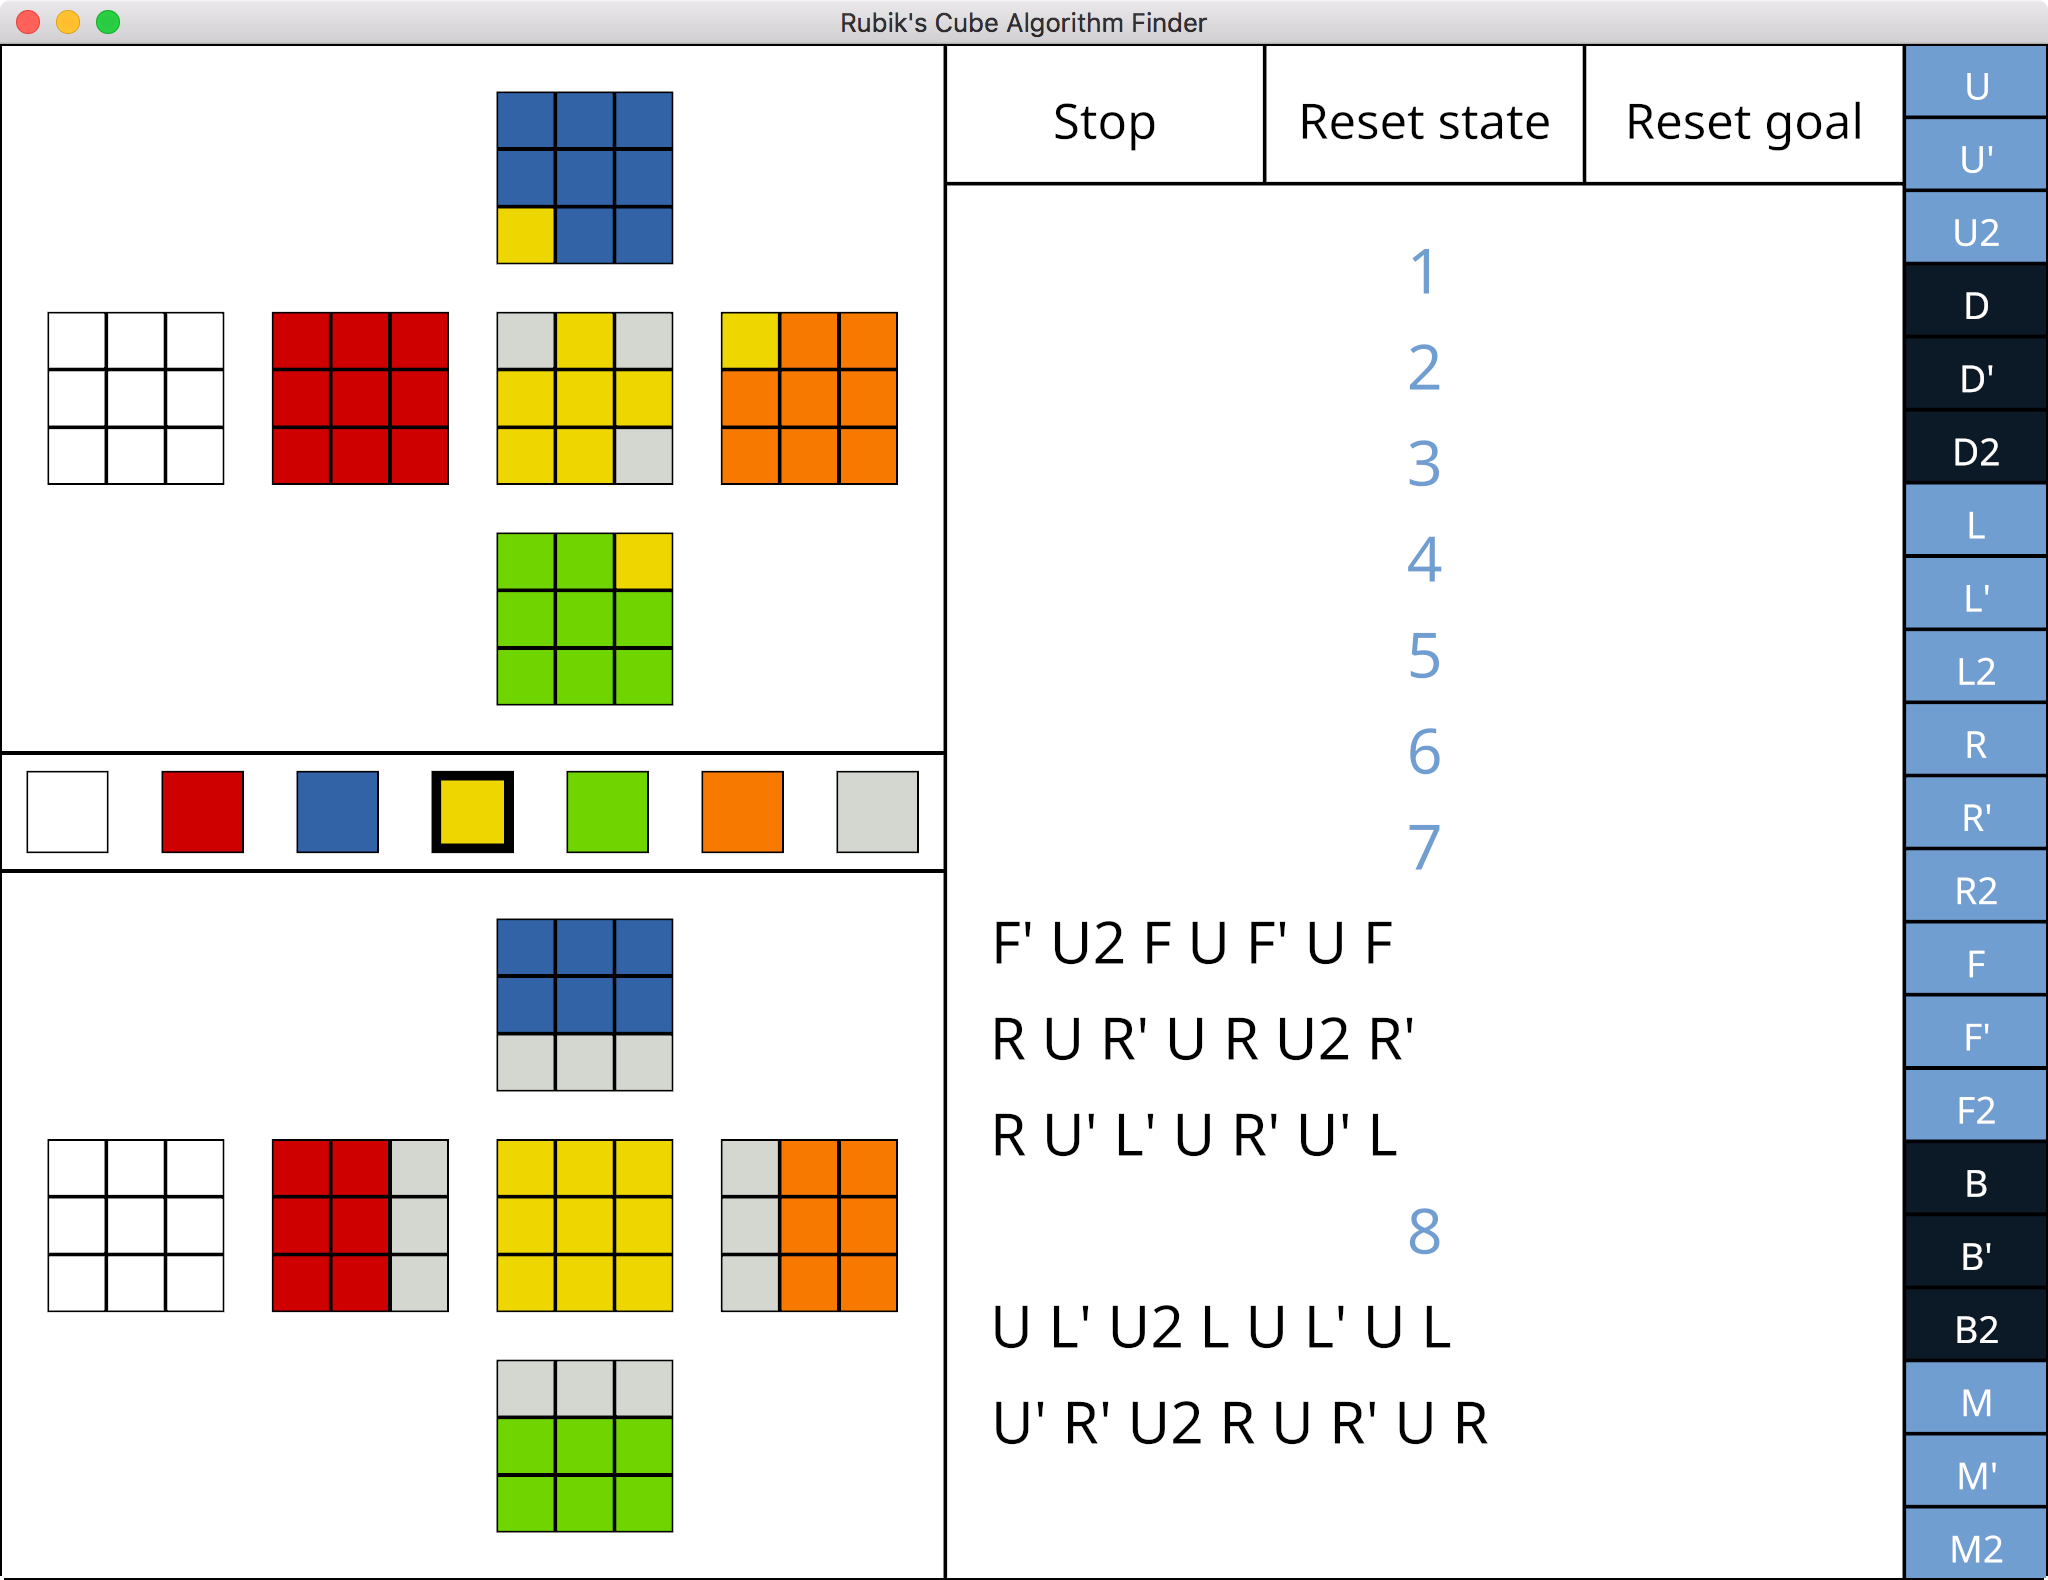 Rubik's Cube Algorithm Finder
Stop
Reset state
Reset goal
1
2
3
4
5
6
7
F' U2 F U F' U F
R U R' U R U2 R'
R U' L' U R' U' L
8
U L' U2 L U L' U L
U' R' U2 R U R' U R
U
U'
U2
D
D'
D2
L
L'
L2
R
R'
R2
F
F'
F2
B
B'
B2
M
M'
M2